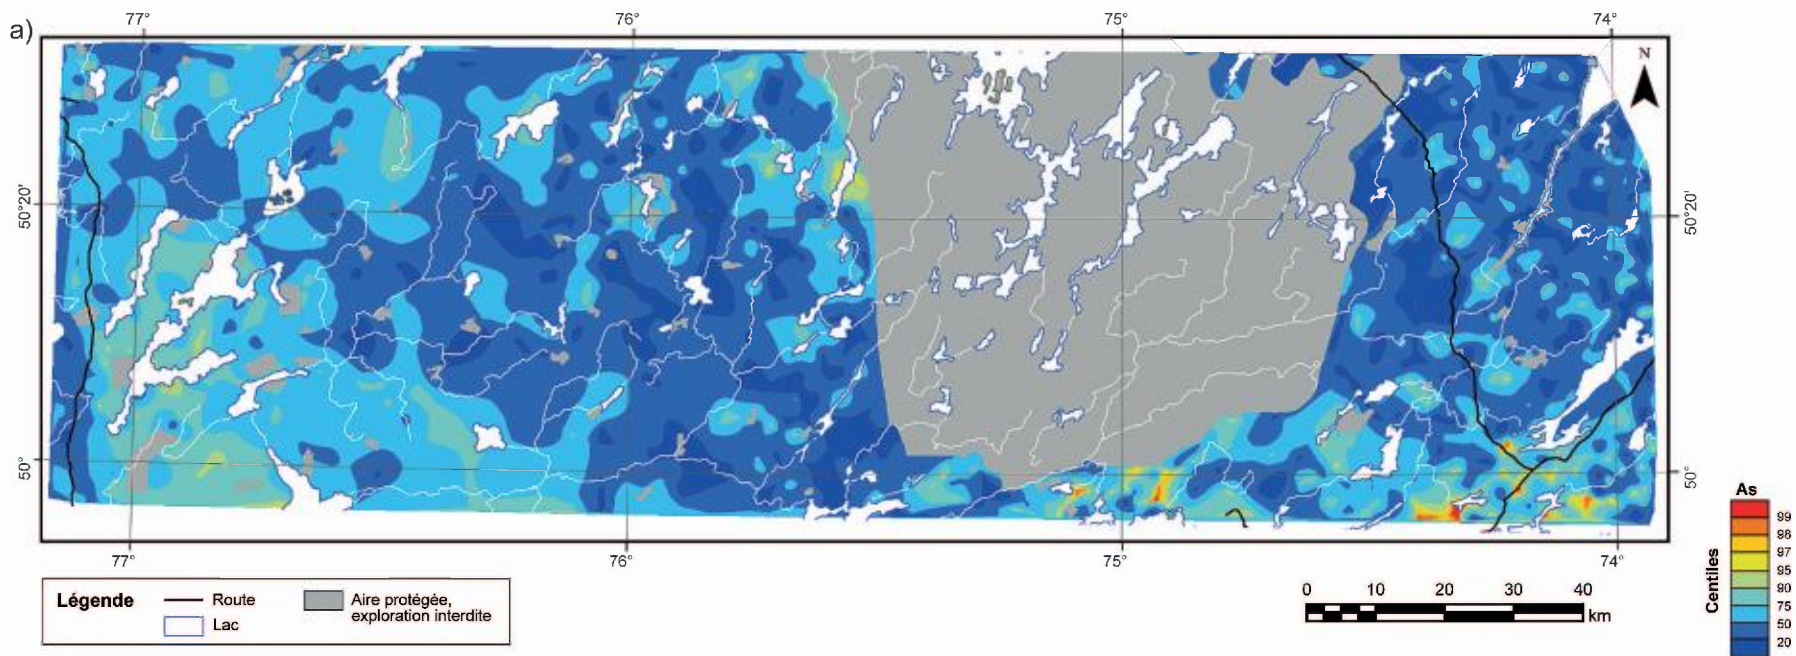 a)
77° 76° 75° 74°
N
50°20' 50°20'
50° 50°
77° 76° 75° 74°
As
99
98
97
95
90
75
50
20
Centiles
Légende
Route
Lac
Aire protégée,
exploration interdite
0 10 20 30 40
km